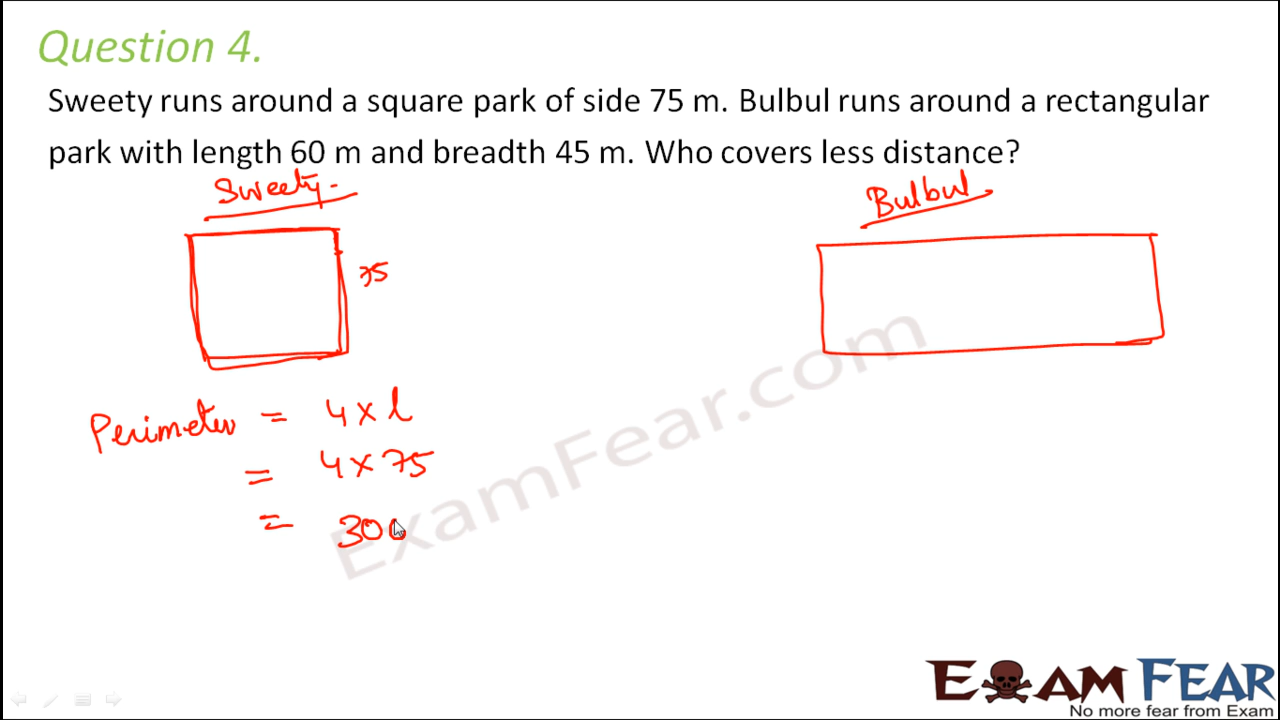 Question 4.
Sweety runs around a square park of side 75 m. Bulbul runs around a rectangular
park with length 60 m and breadth 45 m. Who covers less distance?
Sweety.
Bulbul
75
Perimeter = 4 x l
= 4 x 75
= 300
ExamFear.com
EXAM FEAR
No more fear from Exam